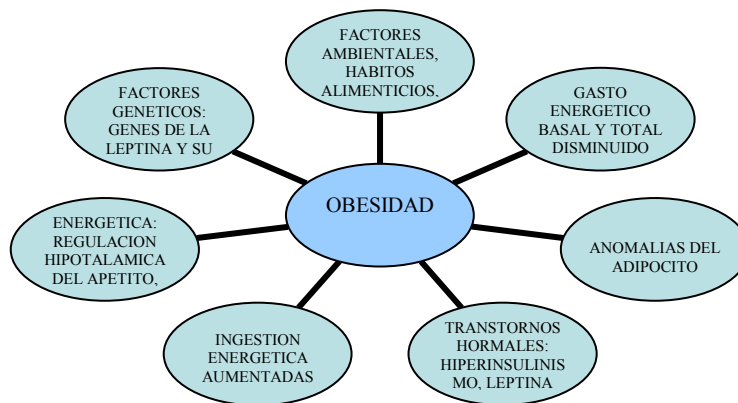 FACTORES
AMBIENTALES,
HABITOS
ALIMENTICIOS,
FACTORES
GENETICOS:
GENES DE LA
LEPTINA Y SU
GASTO
ENERGETICO
BASAL Y TOTAL
DISMINUIDO
OBESIDAD
ENERGETICA:
REGULACION
HIPOTALAMICA
DEL APETITO,
ANOMALIAS DEL
ADIPOCITO
INGESTION
ENERGETICA
AUMENTADAS
TRANSTORNOS
HORMALES:
HIPERINSULINIS
MO, LEPTINA